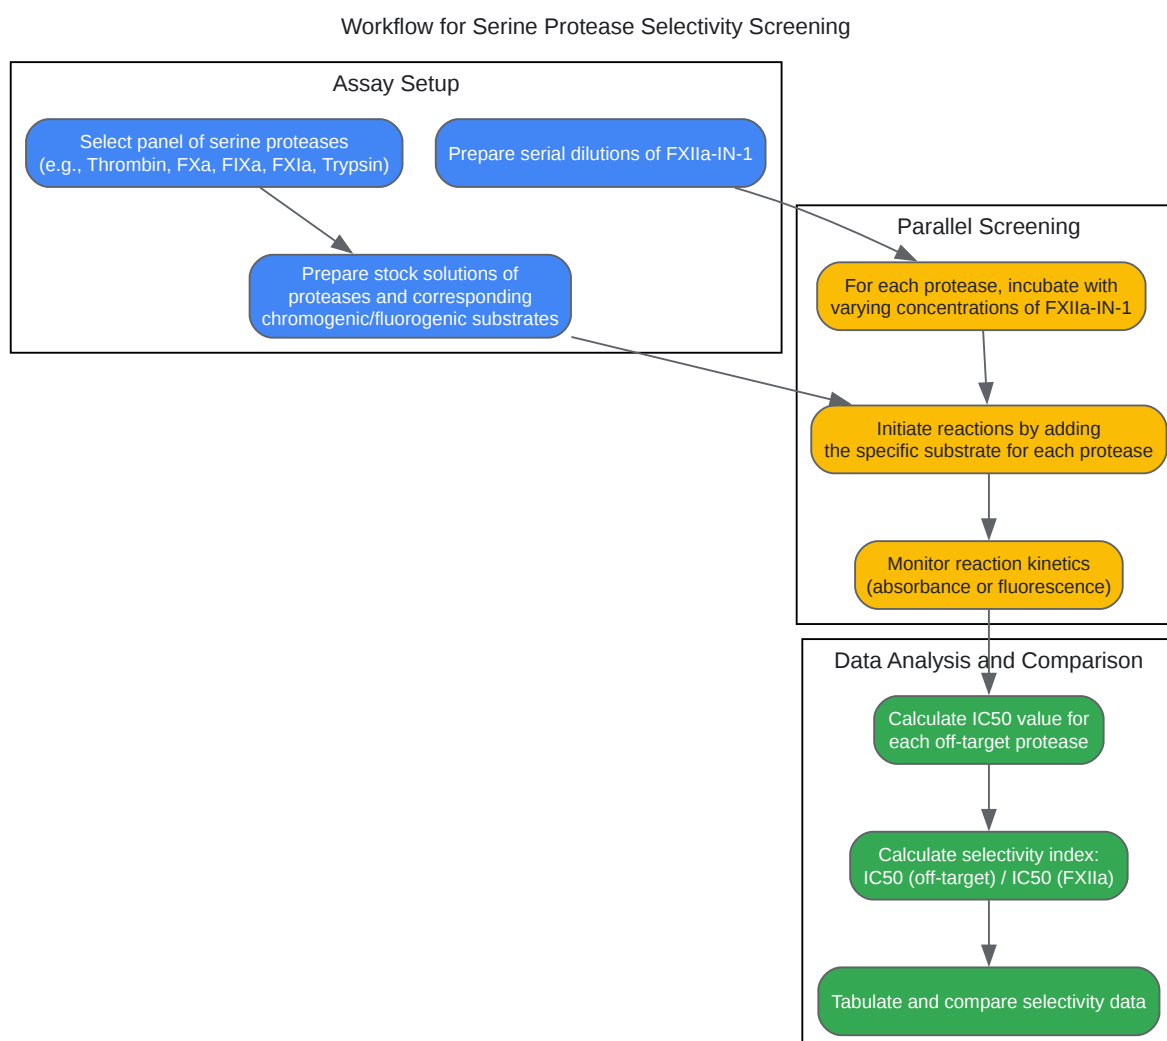 Workflow for Serine Protease Selectivity Screening
Assay Setup
Select panel of serine proteases
(e.g., Thrombin, FXa, FIXa, FXIa, Trypsin)
Prepare serial dilutions of FXIIa-IN-1
Prepare stock solutions of
proteases and corresponding
chromogenic/fluorogenic substrates
Parallel Screening
For each protease, incubate with
varying concentrations of FXIIa-IN-1
Initiate reactions by adding
the specific substrate for each protease
Monitor reaction kinetics
(absorbance or fluorescence)
Data Analysis and Comparison
Calculate IC50 value for
each off-target protease
Calculate selectivity index:
IC50 (off-target) / IC50 (FXIIa)
Tabulate and compare selectivity data